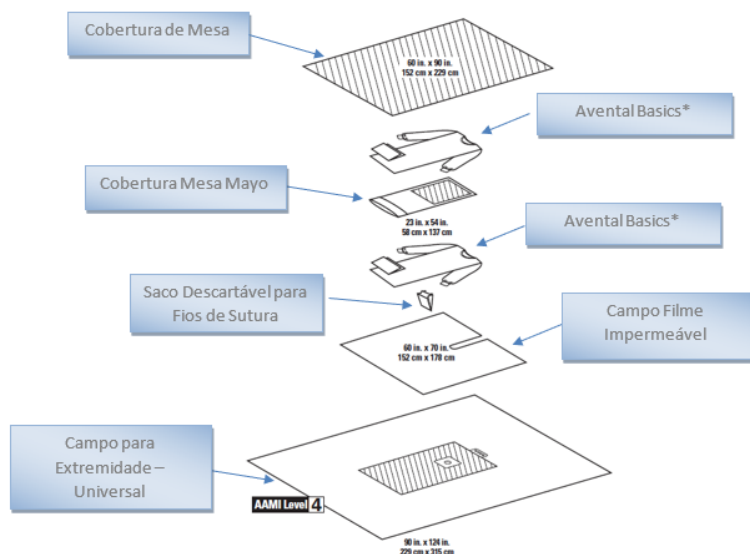 Cobertura de Mesa
60 in. x 90 in.
152 cm x 229 cm
Avental Basics*
Cobertura Mesa Mayo
23 in. x 54 in.
58 cm x 137 cm
Avental Basics*
Saco Descartável para
Fios de Sutura
Campo Filme
Impermeável
60 in. x 70 in.
152 cm x 178 cm
Campo para
Extremidade –
Universal
AAMI Level 4
90 in. x 124 in.
229 cm x 315 cm